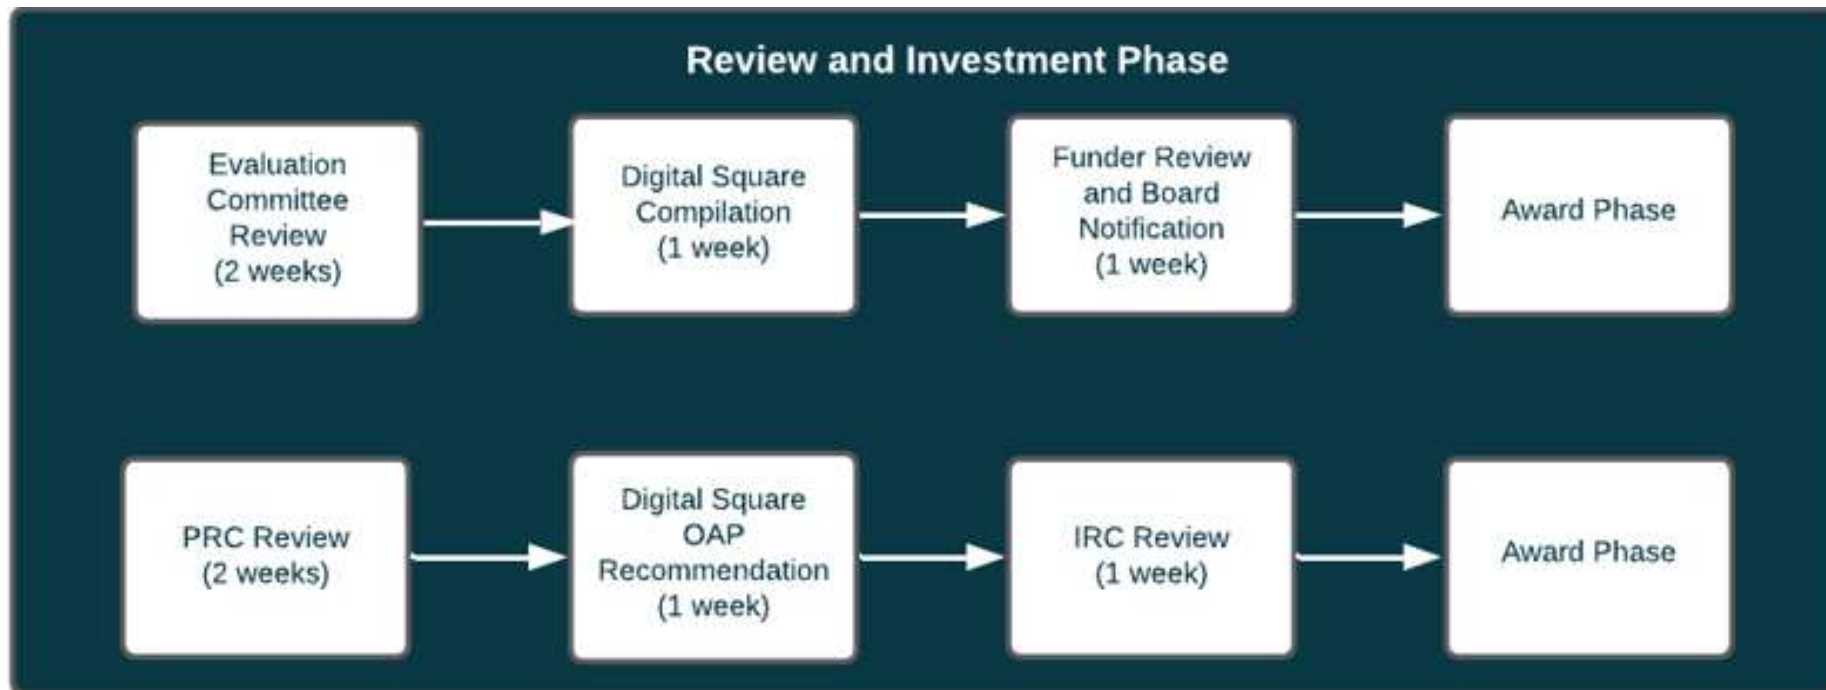 Review and Investment Phase
Evaluation
Committee
Review
(2 weeks)
Digital Square
Compilation
(1 week)
Funder Review
and Board
Notification
(1 week)
Award Phase
PRC Review
(2 weeks)
Digital Square
OAP
Recommendation
(1 week)
IRC Review
(1 week)
Award Phase